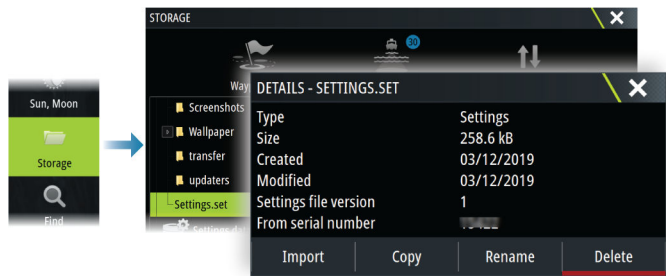 STORAGE
30
Way
Sun, Moon
Storage
Find
Screenshots
Wallpaper
transfer
updaters
Settings.set
DETAILS - SETTINGS.SET
Type Settings
Size 258.6 kB
Created 03/12/2019
Modified 03/12/2019
Settings file version 1
From serial number
Import Copy Rename Delete